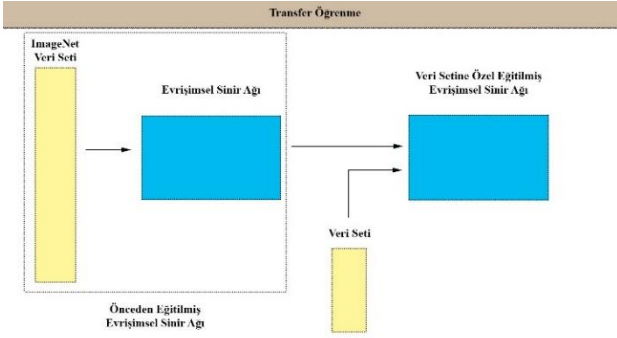 Transfer Öğrenme
ImageNet
Veri Seti
Evrişimsel Sinir Ağı
Veri Setine Özel Eğitilmiş
Evrişimsel Sinir Ağı
Veri Seti
Önceden Eğitilmiş
Evrişimsel Sinir Ağı